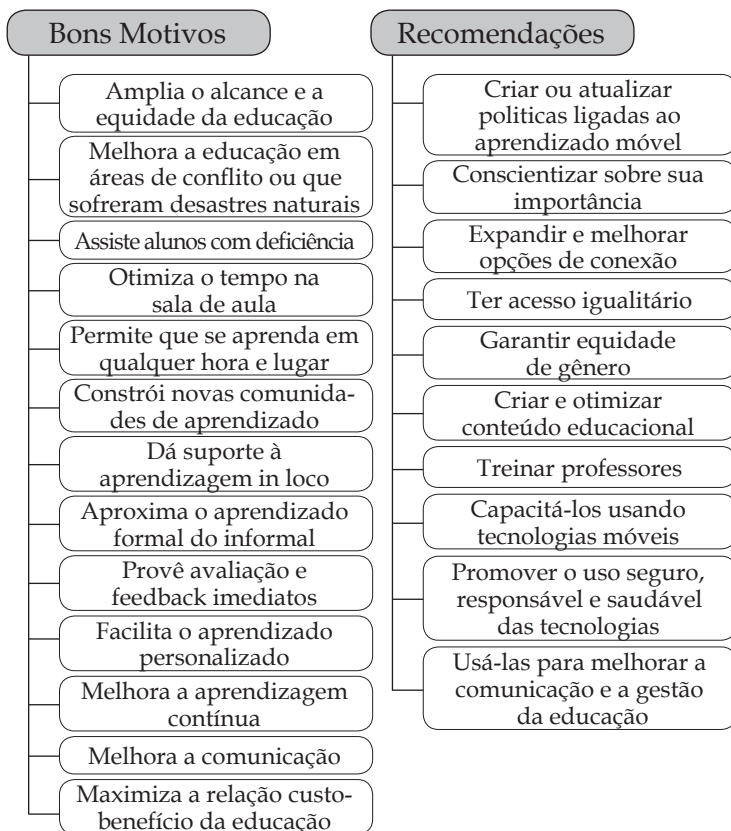 Bons Motivos
Amplia o alcance e a
equidade da educação
Melhora a educação em
áreas de conflito ou que
sofreram desastres naturais
Assiste alunos com deficiência
Otimiza o tempo na
sala de aula
Permite que se aprenda em
qualquer hora e lugar
Constrói novas comunida-
des de aprendizado
Dá suporte à
aprendizagem in loco
Aproxima o aprendizado
formal do informal
Provê avaliação e
feedback imediatos
Facilita o aprendizado
personalizado
Melhora a aprendizagem
contínua
Melhora a comunicação
Maximiza a relação custo-
benefício da educação
Recomendações
Criar ou atualizar
politicas ligadas ao
aprendizado móvel
Conscientizar sobre sua
importância
Expandir e melhorar
opções de conexão
Ter acesso igualitário
Garantir equidade
de gênero
Criar e otimizar
conteúdo educacional
Treinar professores
Capacitá-los usando
tecnologias móveis
Promover o uso seguro,
responsável e saudável
das tecnologias
Usá-las para melhorar a
comunicação e a gestão
da educação